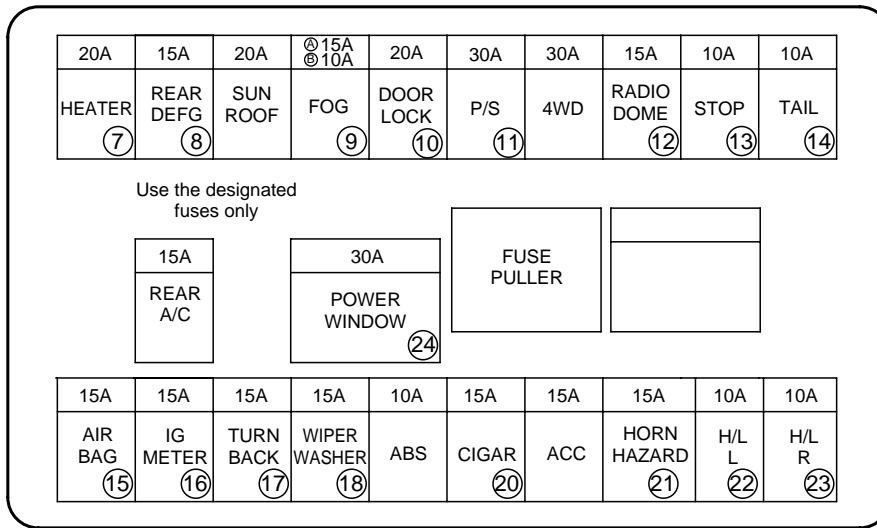 20A 15A 20A Ⓐ15A 20A 30A 30A 15A 10A 10A
Ⓑ10A
HEATER REAR SUN FOG DOOR P/S 4WD RADIO STOP TAIL
DEFG ROOF LOCK DOME
7 8 9 10 11 12 13 14
Use the designated
fuses only
15A 30A FUSE
PULLER
REAR POWER
A/C WINDOW
24
15A 15A 15A 15A 10A 15A 15A 15A 10A 10A
AIR IG TURN WIPER ABS CIGAR ACC HORN H/L H/L
BAG METER BACK WASHER HAZARD L R
15 16 17 18 20 21 22 23